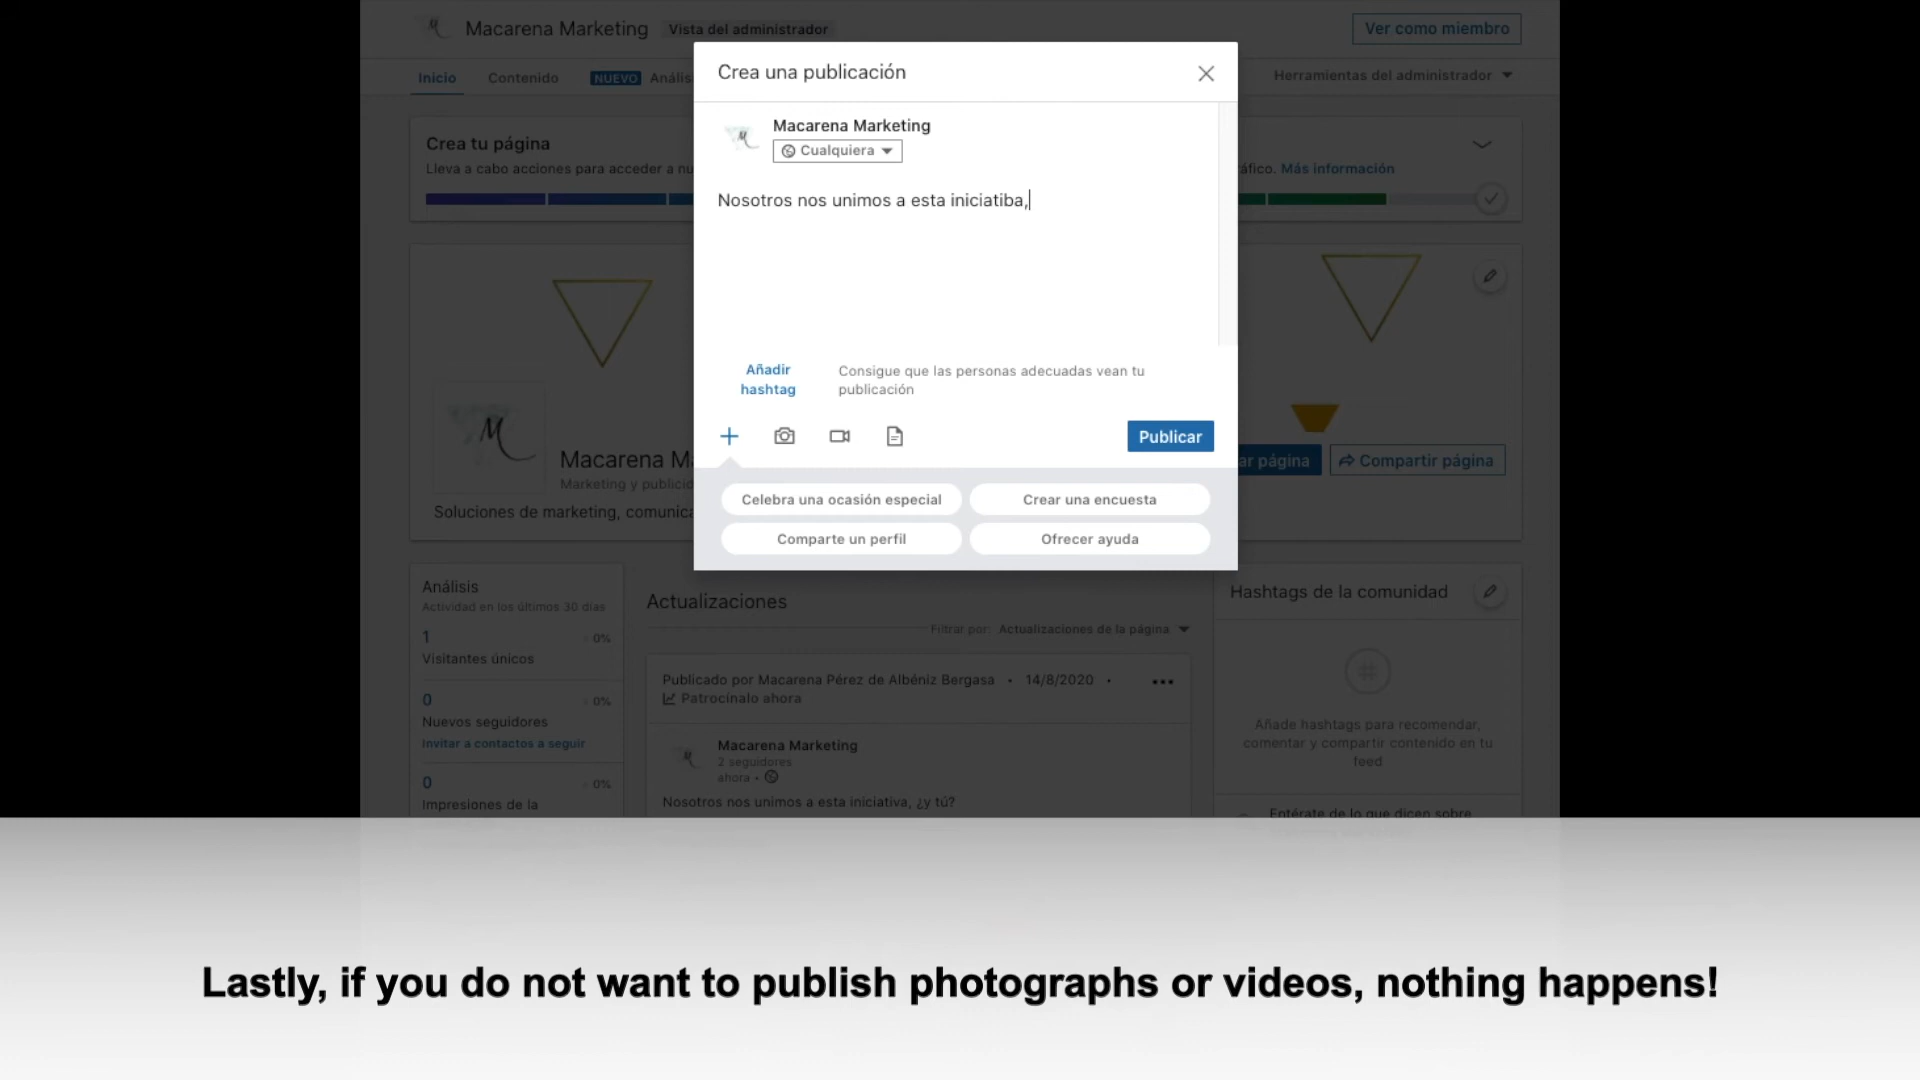 Macarena Marketing Vista del administrador Ver como miembro
Inicio Contenido NUEVO Anális Herramientas del administrador
Crea una publicación
Macarena Marketing
Cualquiera
Nosotros nos unimos a esta iniciatiba,
Añadir hashtag
Consigue que las personas adecuadas vean tu
publicación
Publicar
Celebra una ocasión especial Crear una encuesta
Comparte un perfil Ofrecer ayuda
Crea tu página
Lleva a cabo acciones para acceder a nu áfico. Más información
Macarena Ma
Marketing y publicid
Soluciones de marketing, comunica
ar página Compartir página
Análisis
Actividad en los últimos 30 días
1 0%
Visitantes únicos
0 0%
Nuevos seguidores
Invitar a contactos a seguir
0 0%
Impresiones de la
Actualizaciones
Filtrar por: Actualizaciones de la página
Publicado por Macarena Pérez de Albéniz Bergasa • 14/8/2020 •
Patrocínalo ahora
Macarena Marketing
2 seguidores
ahora •
Nosotros nos unimos a esta iniciativa, ¿y tú?
Hashtags de la comunidad
Añade hashtags para recomendar,
comentar y compartir contenido en tu
feed
Entérate de lo que dicen sobre
Lastly, if you do not want to publish photographs or videos, nothing happens!